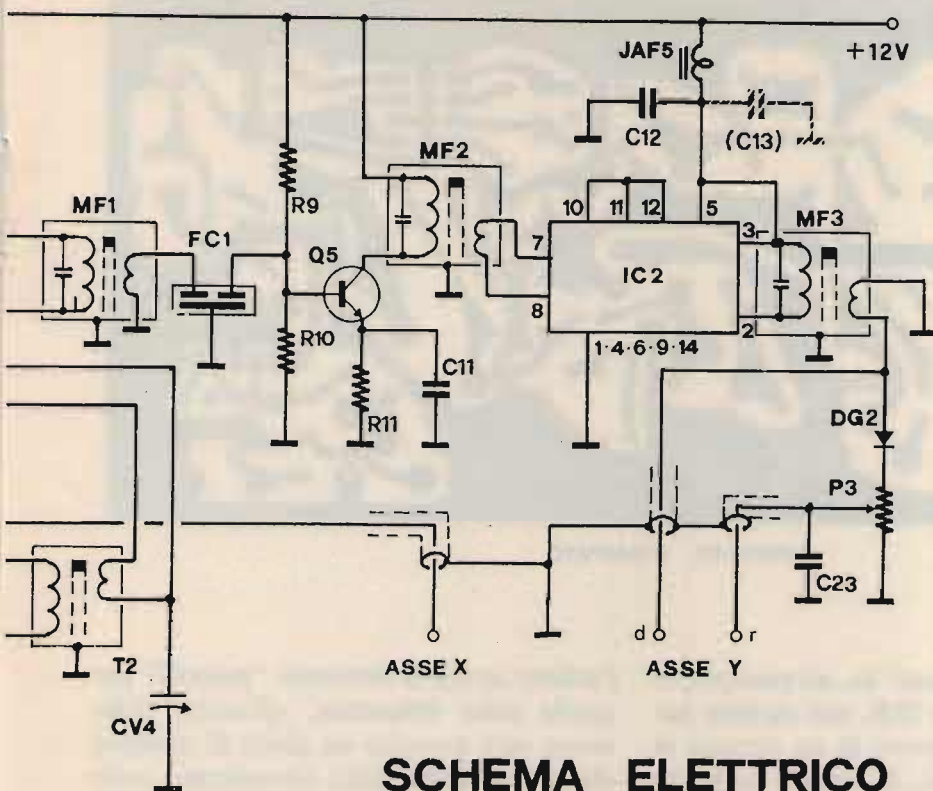 +12V
JAF5
C12
(C13)
MF2
R9
10
11
12
5
MF1
MF3
FC1
Q5
7
3
IC2
8
2
R10
1·4·6·9·14
C11
R11
DG2
P3
C23
d
r
T2
ASSE X
ASSE Y
CV4
SCHEMA ELETTRICO